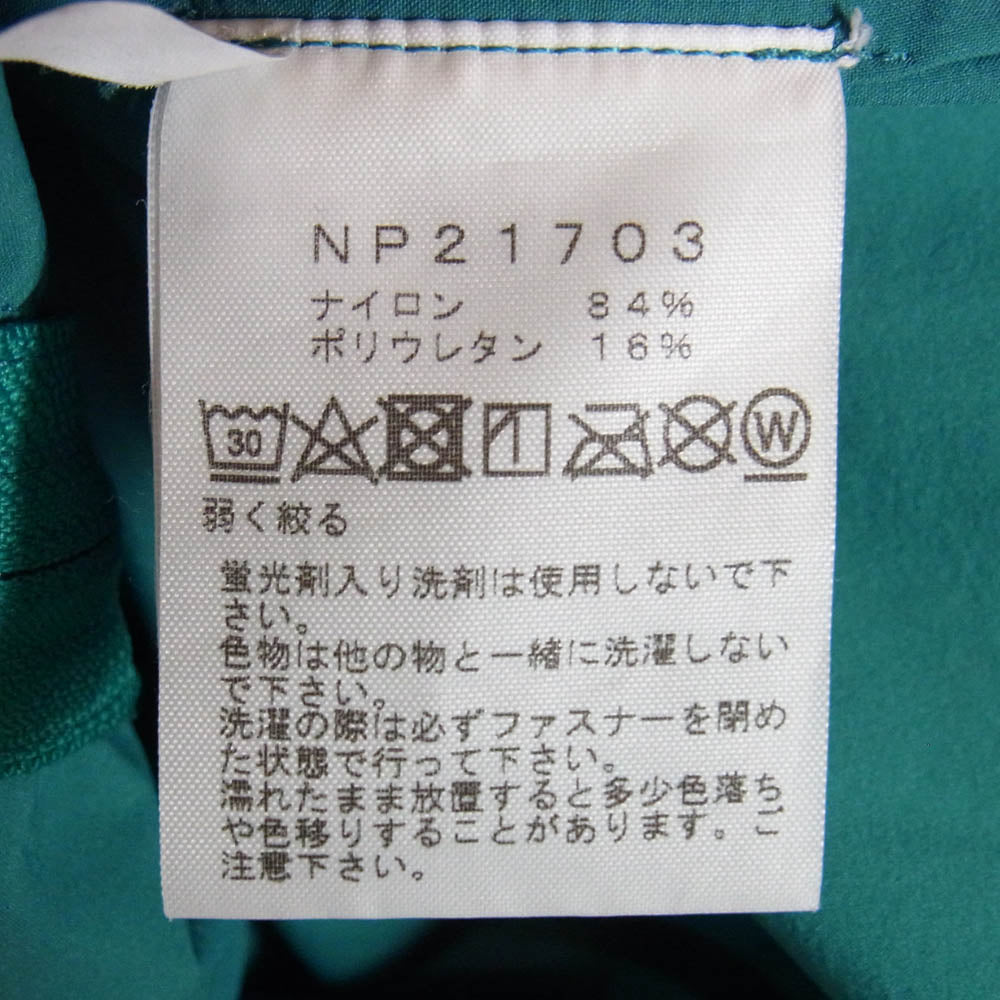 NP21703
ナイロン 84%
ポリウレタン 16%
30
W
弱く絞る
蛍光剤入り洗剤は使用しないで下
さい。
色物は他の物と一緒に洗濯しない
で下さい。
洗濯の際は必ずファスナーを閉め
た状態で行って下さい。
濡れたまま放置すると多少色落ち
や色移りすることがあります。ご
注意下さい。